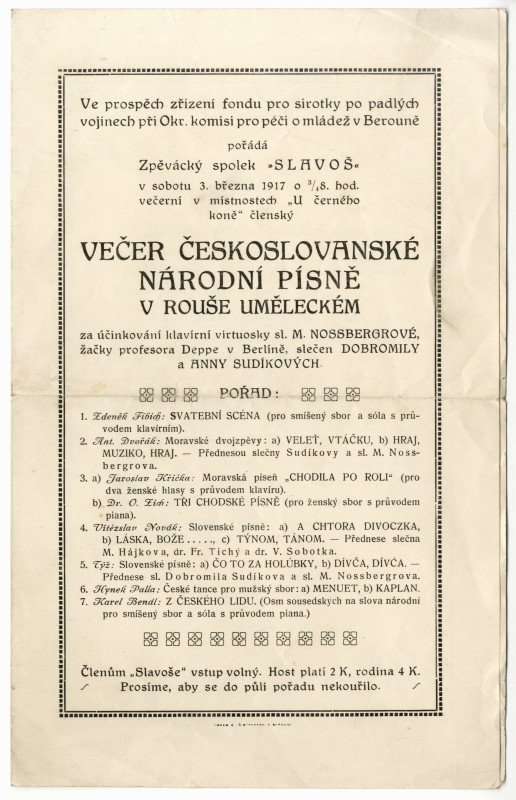 Ve prospěch zřízení fondu pro sirotky po padlých
vojínech při Okr. komisi pro péči o mládež v Berouně
pořádá
Zpěvácký spolek »SLAVOŠ«
v sobotu 3. března 1917 o ³/₄8. hod.
večerní v místnostech „U černého
koně“ členský
VEČER ČESKOSLOVANSKÉ
NÁRODNÍ PÍSNĚ
V ROUŠE UMĚLECKÉM
za účinkování klavírní virtuosky sl. M. NOSSBERGROVÉ,
žačky profesora Deppe v Berlíně, slečen DOBROMILY
a ANNY SUDÍKOVÝCH.
POŘAD:
1. Zdeněk Fibich: SVATEBNÍ SCÉNA (pro smíšený sbor a sóla s prů-
vodem klavírním).
2. Ant. Dvořák: Moravské dvojzpěvy: a) VELEŤ, VTÁČKU, b) HRAJ,
MUZIKO, HRAJ. — Přednesou slečny Sudíkovy a sl. M. Noss-
bergrova.
3. a) Jaroslav Křička: Moravská píseň „CHODILA PO ROLI“ (pro
dva ženské hlasy s průvodem klavíru).
b) Dr. O. Zich: TŘI CHODSKÉ PÍSNĚ (pro ženský sbor s průvodem
piana).
4. Vítězslav Novák: Slovenské písně: a) A CHTORA DIVOCZKA,
b) LÁSKA, BOŽE ....., c) TÝNOM, TÁNOM. — Přednese slečna
M. Hájkova, dr. Fr. Tichý a dr. V. Sobotka.
5. Týž: Slovenské písně: a) ČO TO ZA HOLÚBKY, b) DÍVČA, DÍVČA. —
Přednese sl. Dobromila Sudíkova a sl. M. Nossbergrova.
6. Hynek Palla: České tance pro mužský sbor: a) MENUET, b) KAPLAN.
7. Karel Bendl: Z ČESKÉHO LIDU. (Osm sousedských na slova národní
pro smíšený sbor a sóla s průvodem piana.)
Členům „Slavoše“ vstup volný. Host platí 2 K, rodina 4 K.
Prosíme, aby se do půli pořadu nekouřilo.